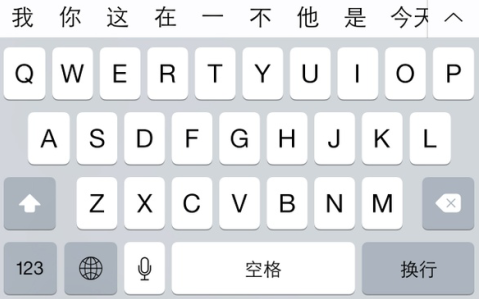 我 你 这 在 一 不 他 是 今天
Q W E R T Y U I O P
A S D F G H J K L
Z X C V B N M
123 空格 换行